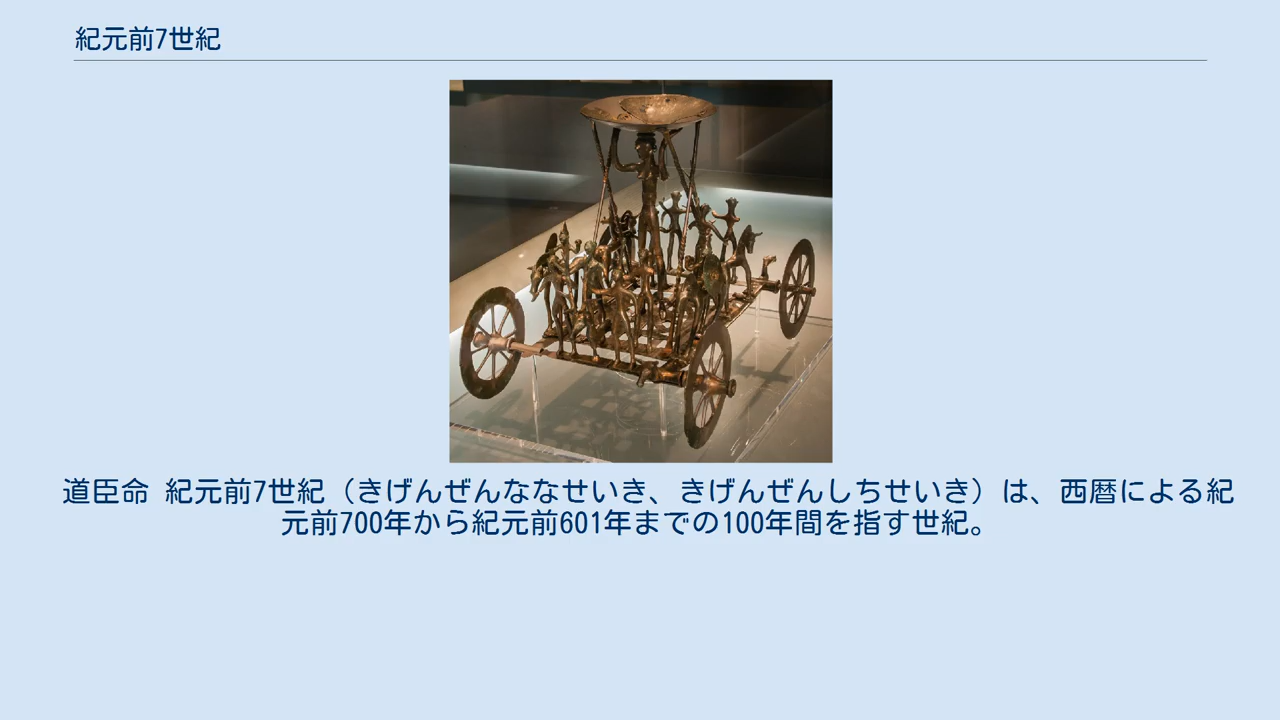 紀元前7世紀
道臣命 紀元前7世紀（きげんぜんななせいき、きげんぜんしちせいき）は、西暦による紀
元前700年から紀元前601年までの100年間を指す世紀。